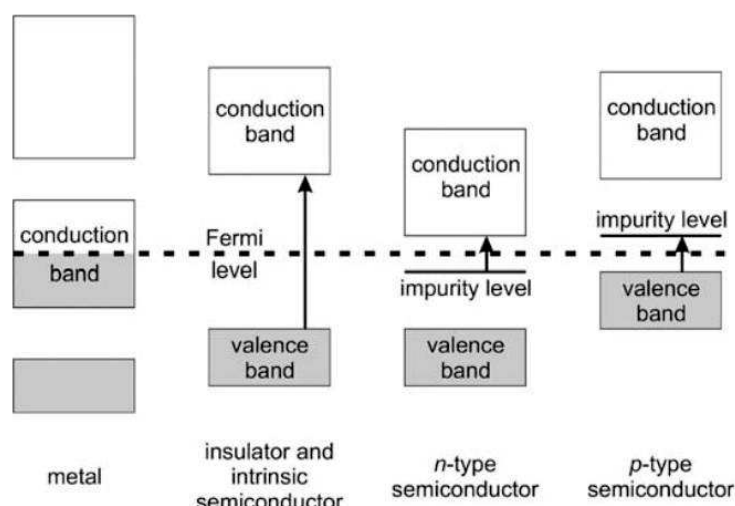 conduction
band
metal
Fermi
level
conduction
band
valence
band
insulator and
intrinsic
semiconductor
conduction
band
impurity level
valence
band
n-type
semiconductor
conduction
band
impurity level
valence
band
p-type
semiconductor